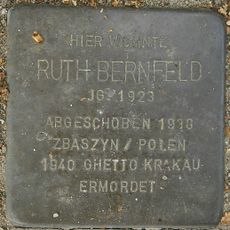 HIER WOHNTE
RUTH BERNFELD
JG. 1923
ABGESCHOBEN 1938
ZBASZYN / POLEN
1940 GHETTO KRAKAU
ERMORDET